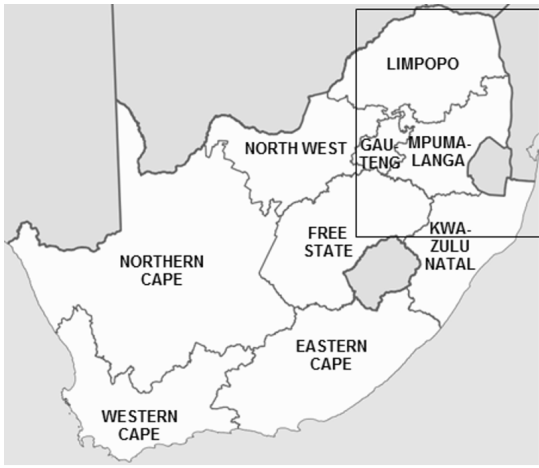 LIMPOPO
NORTH WEST
GAU-
TENG
MPUMA-
LANGA
FREE
STATE
KWA-
ZULU
NATAL
NORTHERN
CAPE
EASTERN
CAPE
WESTERN
CAPE